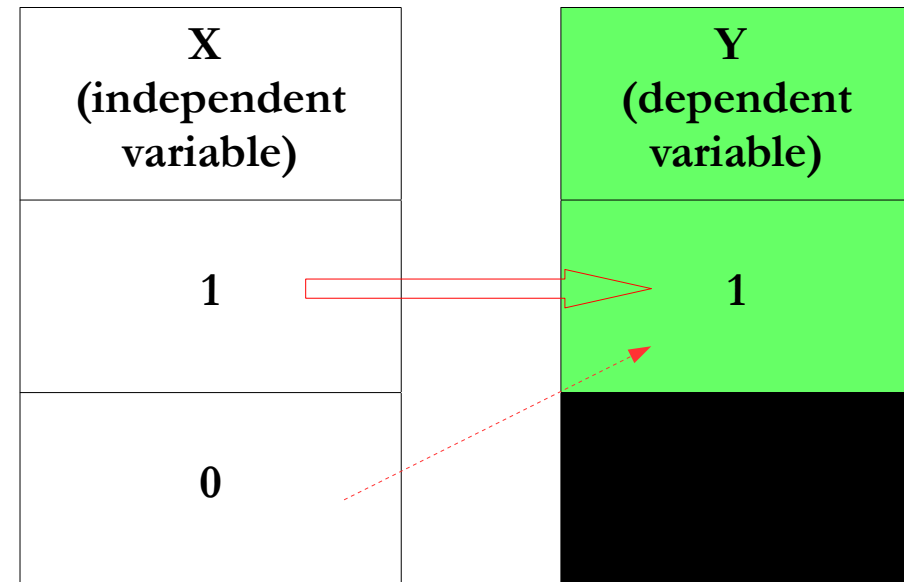 X
(independent
variable)
Y
(dependent
variable)
1
1
0